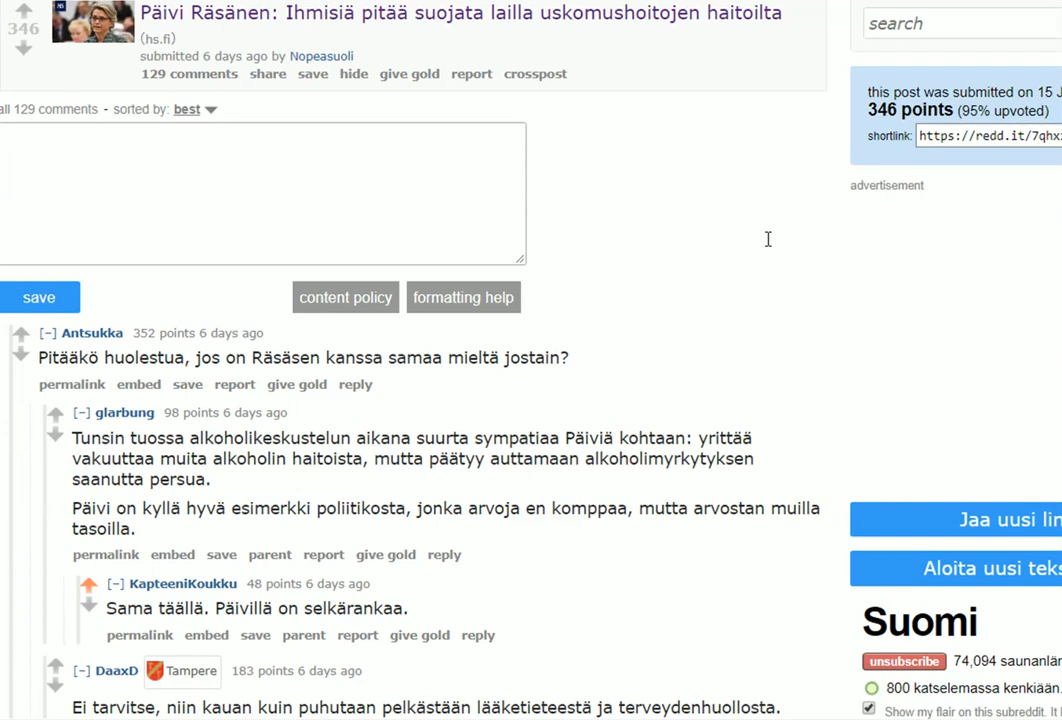 Päivi Räsänen: Ihmisiä pitää suojata lailla uskomushoitojen haitoilta
(hs.fi)
346
submitted 6 days ago by Nopeasuoli
129 comments share save hide give gold report crosspost
all 129 comments - sorted by: best
save
content policy formatting help
[-] Antsukka 352 points 6 days ago
Pitääkö huolestua, jos on Räsäsen kanssa samaa mieltä jostain?
permalink embed save report give gold reply
[-] glarbung 98 points 6 days ago
Tunsin tuossa alkoholikeskustelun aikana suurta sympatiaa Päiviä kohtaan: yrittää
vakuuttaa muita alkoholin haitoista, mutta päätyy auttamaan alkoholimyrkytyksen
saanutta persua.
Päivi on kyllä hyvä esimerkki poliitikosta, jonka arvoja en komppaa, mutta arvostan muilla
tasoilla.
permalink embed save parent report give gold reply
[-] KapteeniKoukku 48 points 6 days ago
Sama täällä. Päivillä on selkärankaa.
permalink embed save parent report give gold reply
[-] DaaxD Tampere 183 points 6 days ago
Ei tarvitse, niin kauan kuin puhutaan pelkästään lääketieteestä ja terveydenhuollosta.
search
this post was submitted on 15 J
346 points (95% upvoted)
shortlink: https://redd.it/7qhx
advertisement
Jaa uusi lin
Aloita uusi teks
Suomi
unsubscribe 74,094 saunanlän
800 katselemassa kenkiään.
Show my flair on this subreddit. It l